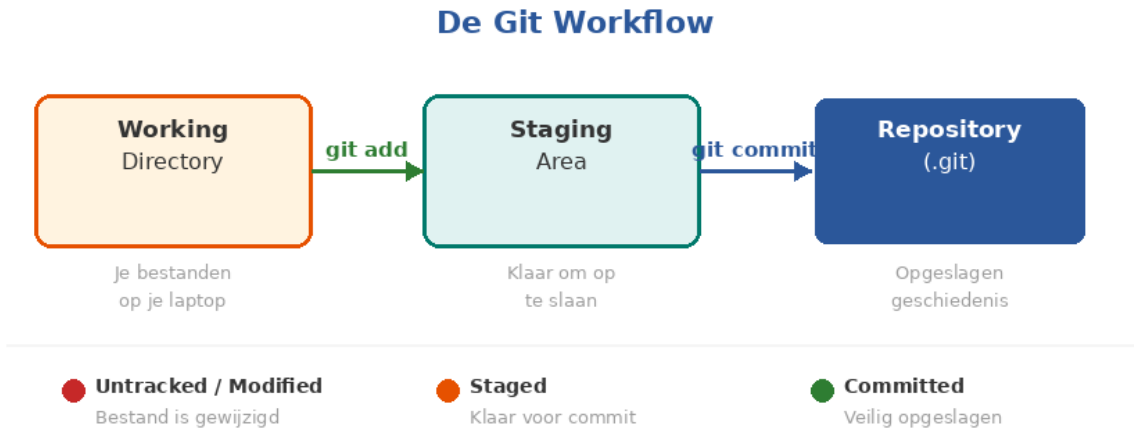 De Git Workflow
Working
Directory
git add
Staging
Area
git commit
Repository
(.git)
Je bestanden
op je laptop
Klaar om op
te slaan
Opgeslagen
geschiedenis
Untracked / Modified
Bestand is gewijzigd
Staged
Klaar voor commit
Committed
Veilig opgeslagen